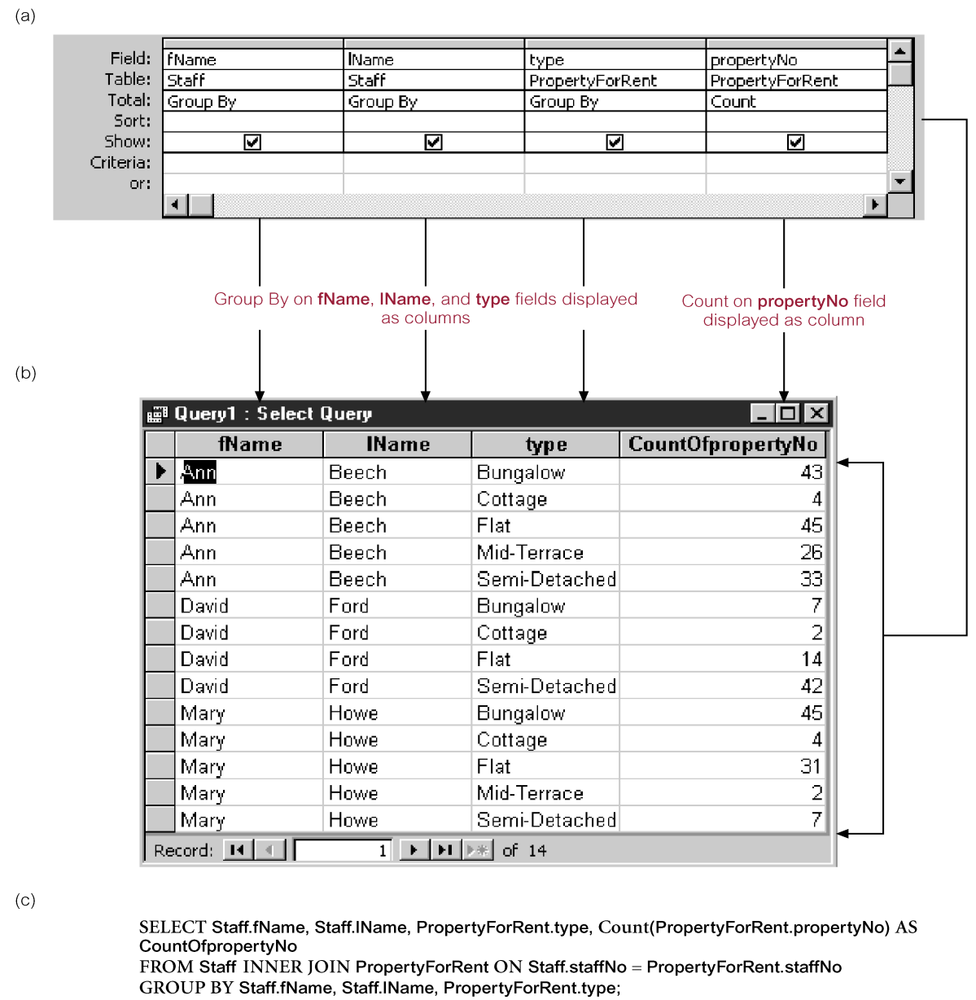 (a)
Field: fName lName type propertyNo
Table: Staff Staff PropertyForRent PropertyForRent
Total: Group By Group By Group By Count
Sort:
Show:
Criteria:
or:
Group By on fName, lName, and type fields displayed
as columns
Count on propertyNo field
displayed as column
(b)
Query1 : Select Query
fName lName type CountOfpropertyNo
Ann Beech Bungalow 43
Ann Beech Cottage 4
Ann Beech Flat 45
Ann Beech Mid-Terrace 26
Ann Beech Semi-Detached 33
David Ford Bungalow 7
David Ford Cottage 2
David Ford Flat 14
David Ford Semi-Detached 42
Mary Howe Bungalow 45
Mary Howe Cottage 4
Mary Howe Flat 31
Mary Howe Mid-Terrace 2
Mary Howe Semi-Detached 7
Record: 1 of 14
(c)
SELECT Staff.fName, Staff.lName, PropertyForRent.type, Count(PropertyForRent.propertyNo) AS
CountOfpropertyNo
FROM Staff INNER JOIN PropertyForRent ON Staff.staffNo = PropertyForRent.staffNo
GROUP BY Staff.fName, Staff.lName, PropertyForRent.type;